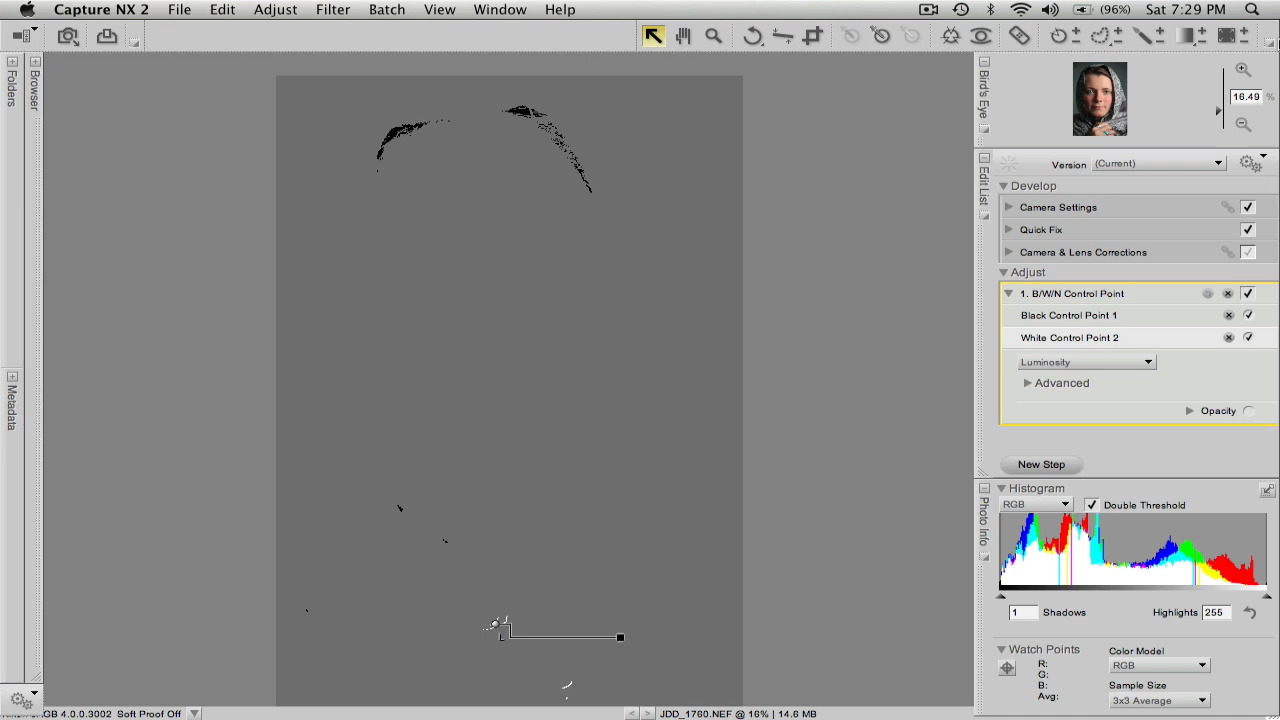 Capture NX 2 File Edit Adjust Filter Batch View Window Help (96%) Sat 7:29 PM
Folders
Browser
Metadata
Bird's Eye
16.49 %
Edit List
Version (Current)
Develop
Camera Settings
Quick Fix
Camera & Lens Corrections
Adjust
1. B/W/N Control Point
Black Control Point 1
White Control Point 2
Luminosity
Advanced
Opacity
New Step
Photo Info
Histogram
RGB Double Threshold
1 Shadows Highlights 255
Watch Points
R:
G:
B:
Avg:
Color Model
RGB
Sample Size
3x3 Average
4.0.0.3002 Soft Proof Off < > JDD_1760.NEF @ 16% | 14.6 MB